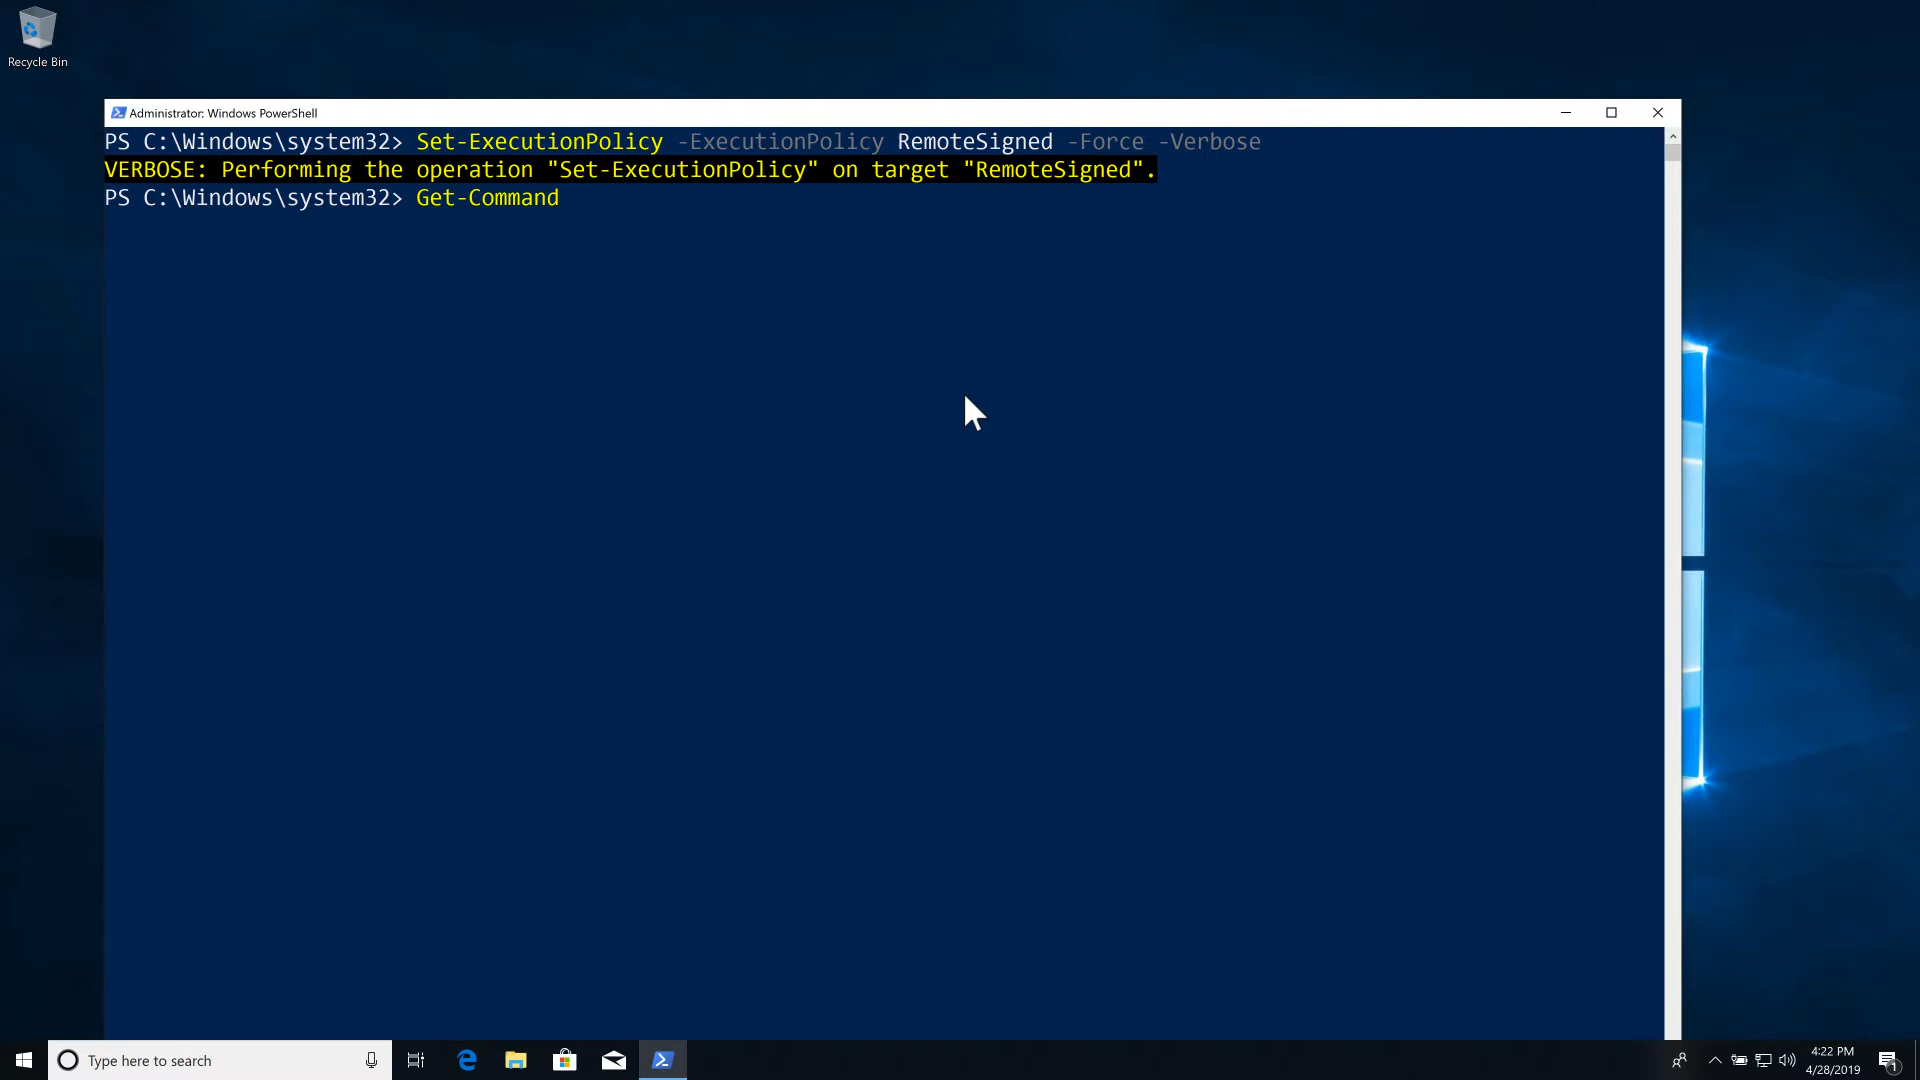 Recycle Bin
Administrator: Windows PowerShell
PS C:\Windows\system32> Set-ExecutionPolicy -ExecutionPolicy RemoteSigned -Force -Verbose
VERBOSE: Performing the operation "Set-ExecutionPolicy" on target "RemoteSigned".
PS C:\Windows\system32> Get-Command
Type here to search
4:22 PM
4/28/2019
1